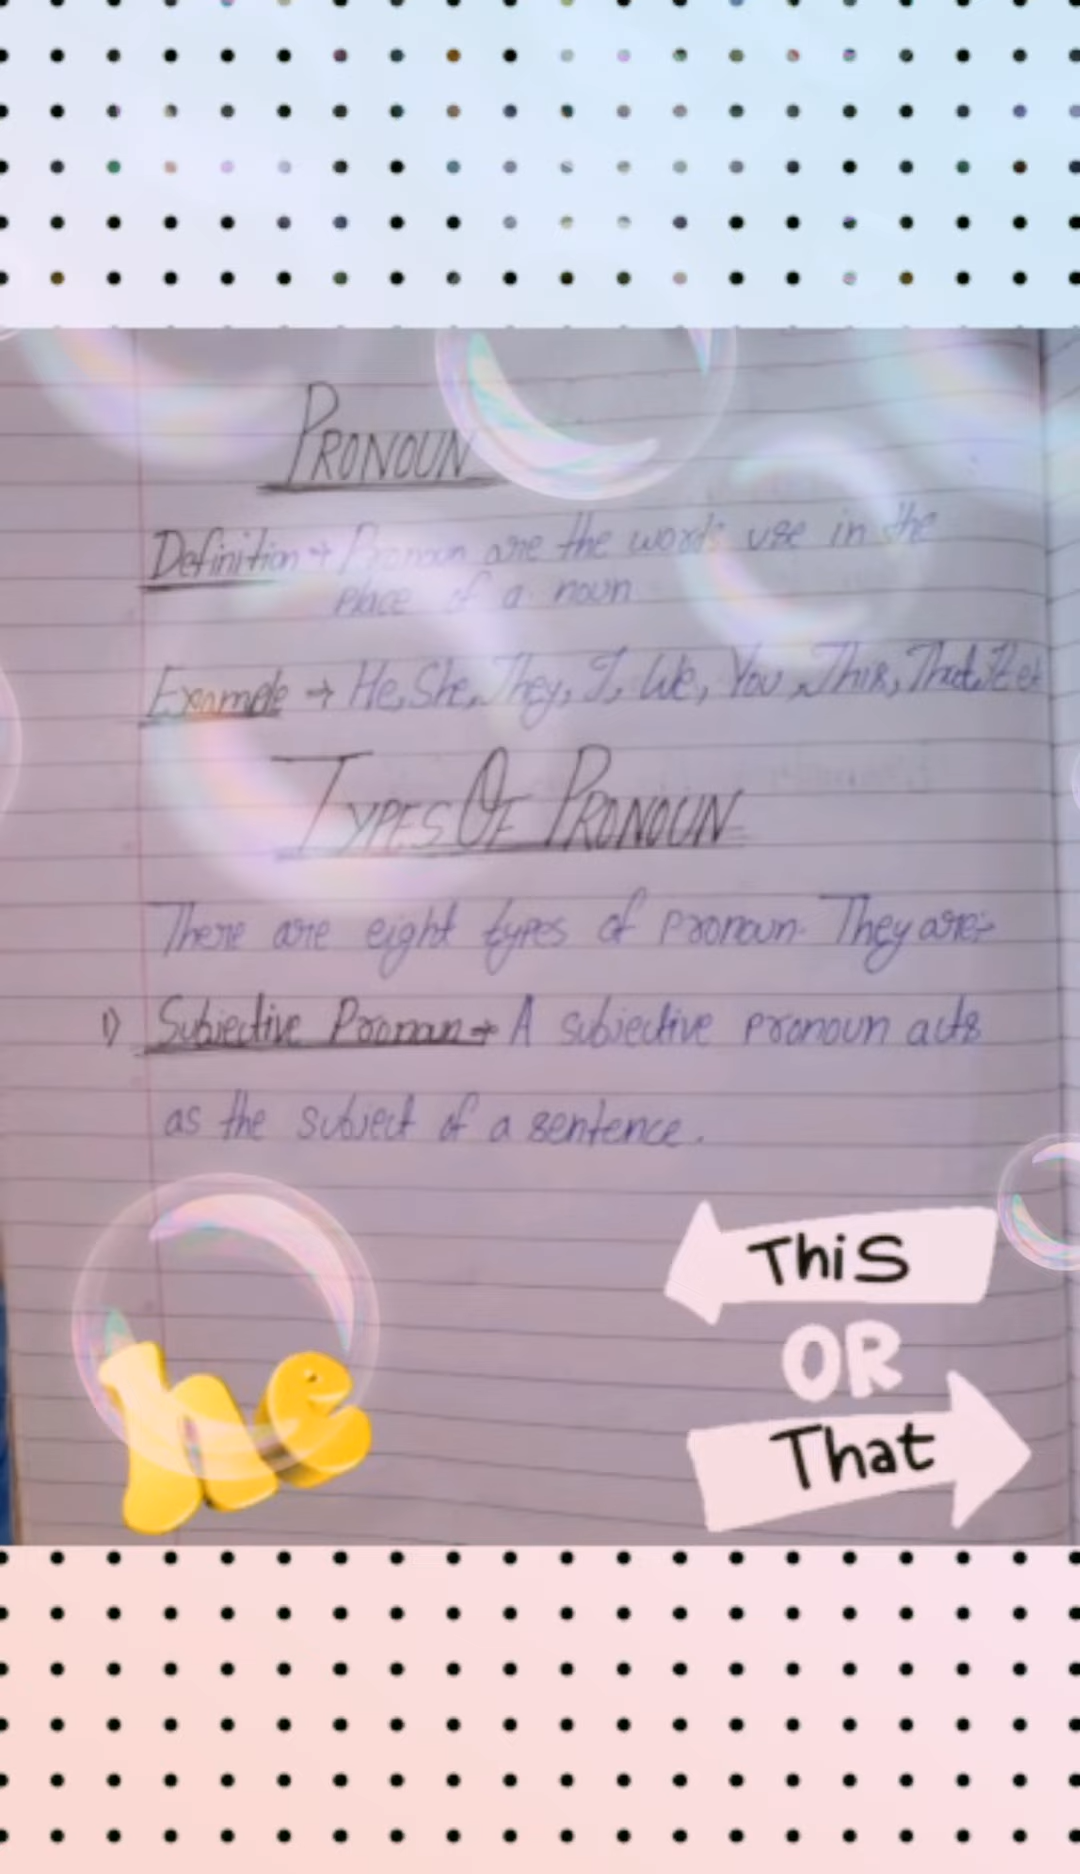 PRONOUN
Definition → Pronoun are the words use in the
place of a noun
Example → He, She, They, I, We, You, This, That, It etc
TYPES OF PRONOUN
There are eight types of pronoun. They are:-
1) Subjective Pronoun → A subjective pronoun acts
as the subject of a sentence.
he
This
OR
That